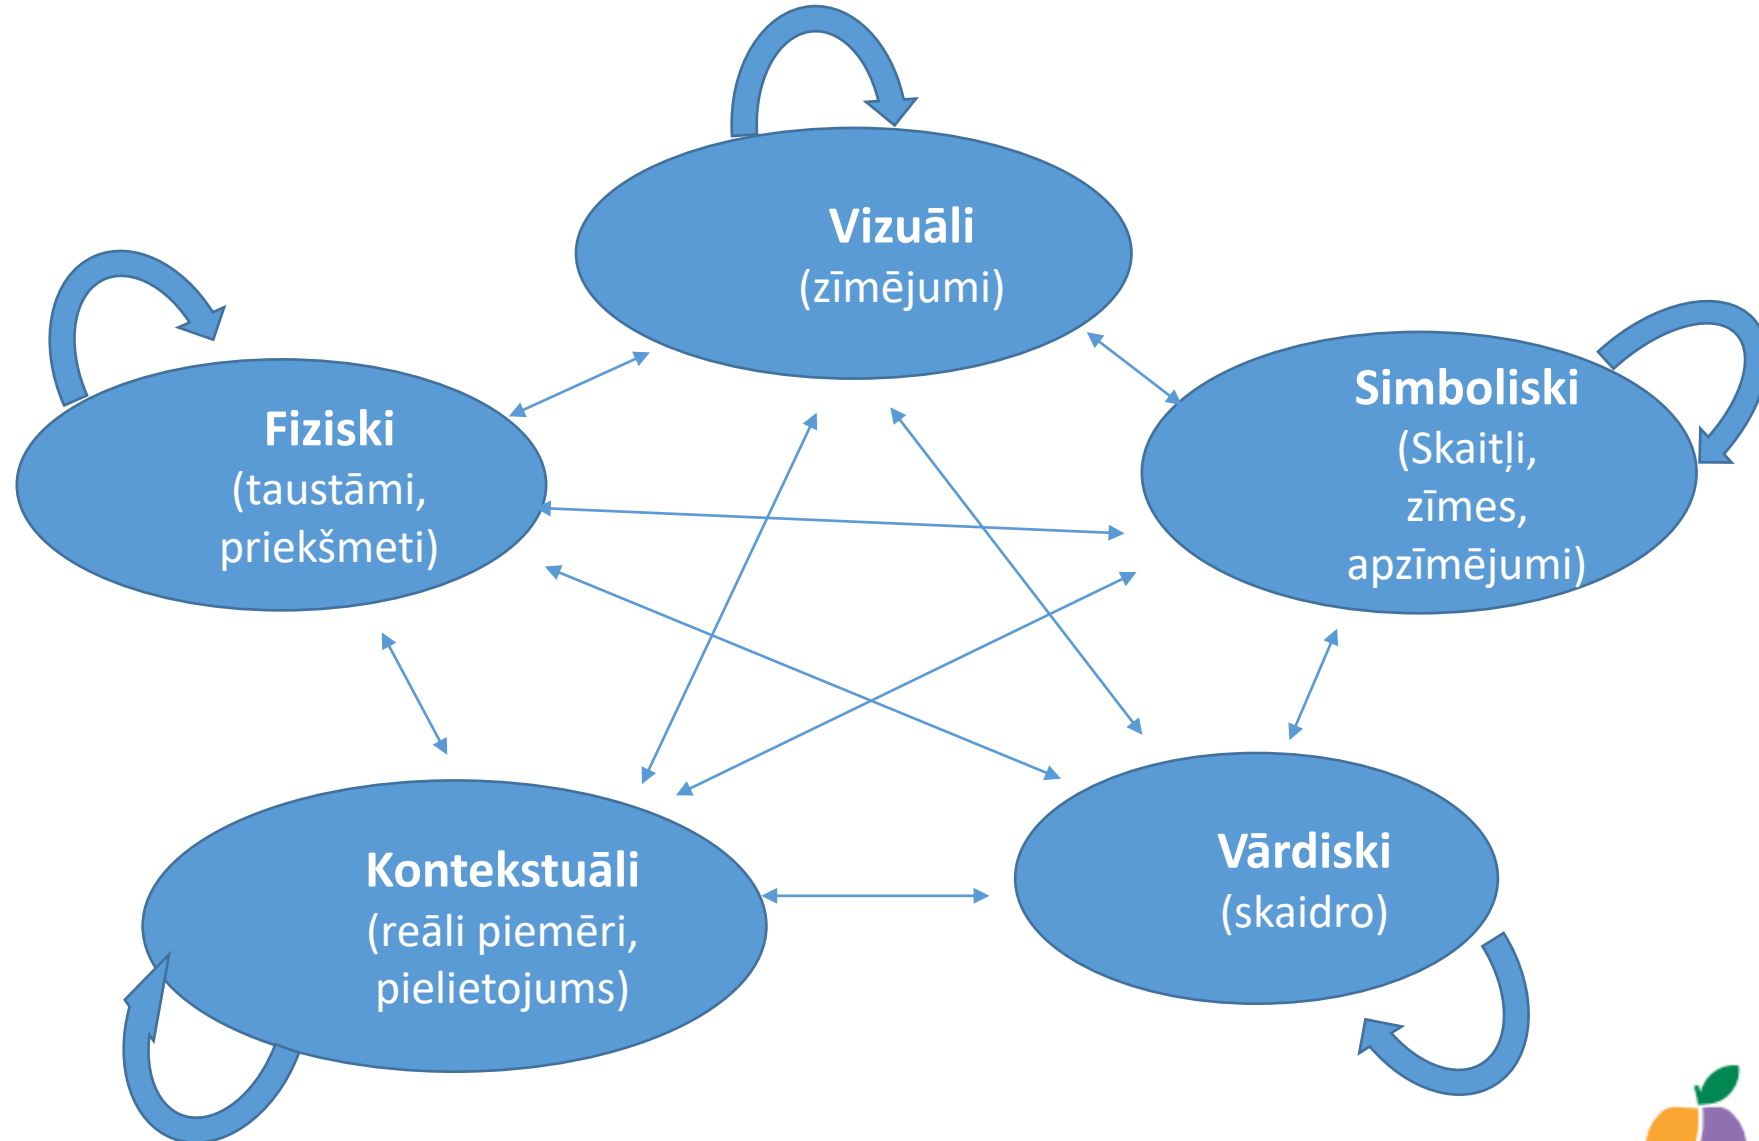 Vizuāli
(zīmējumi)
Fiziski
(taustāmi,
priekšmeti)
Simboliski
(Skaitļi,
zīmes,
apzīmējumi)
Kontekstuāli
(reāli piemēri,
pielietojums)
Vārdiski
(skaidro)